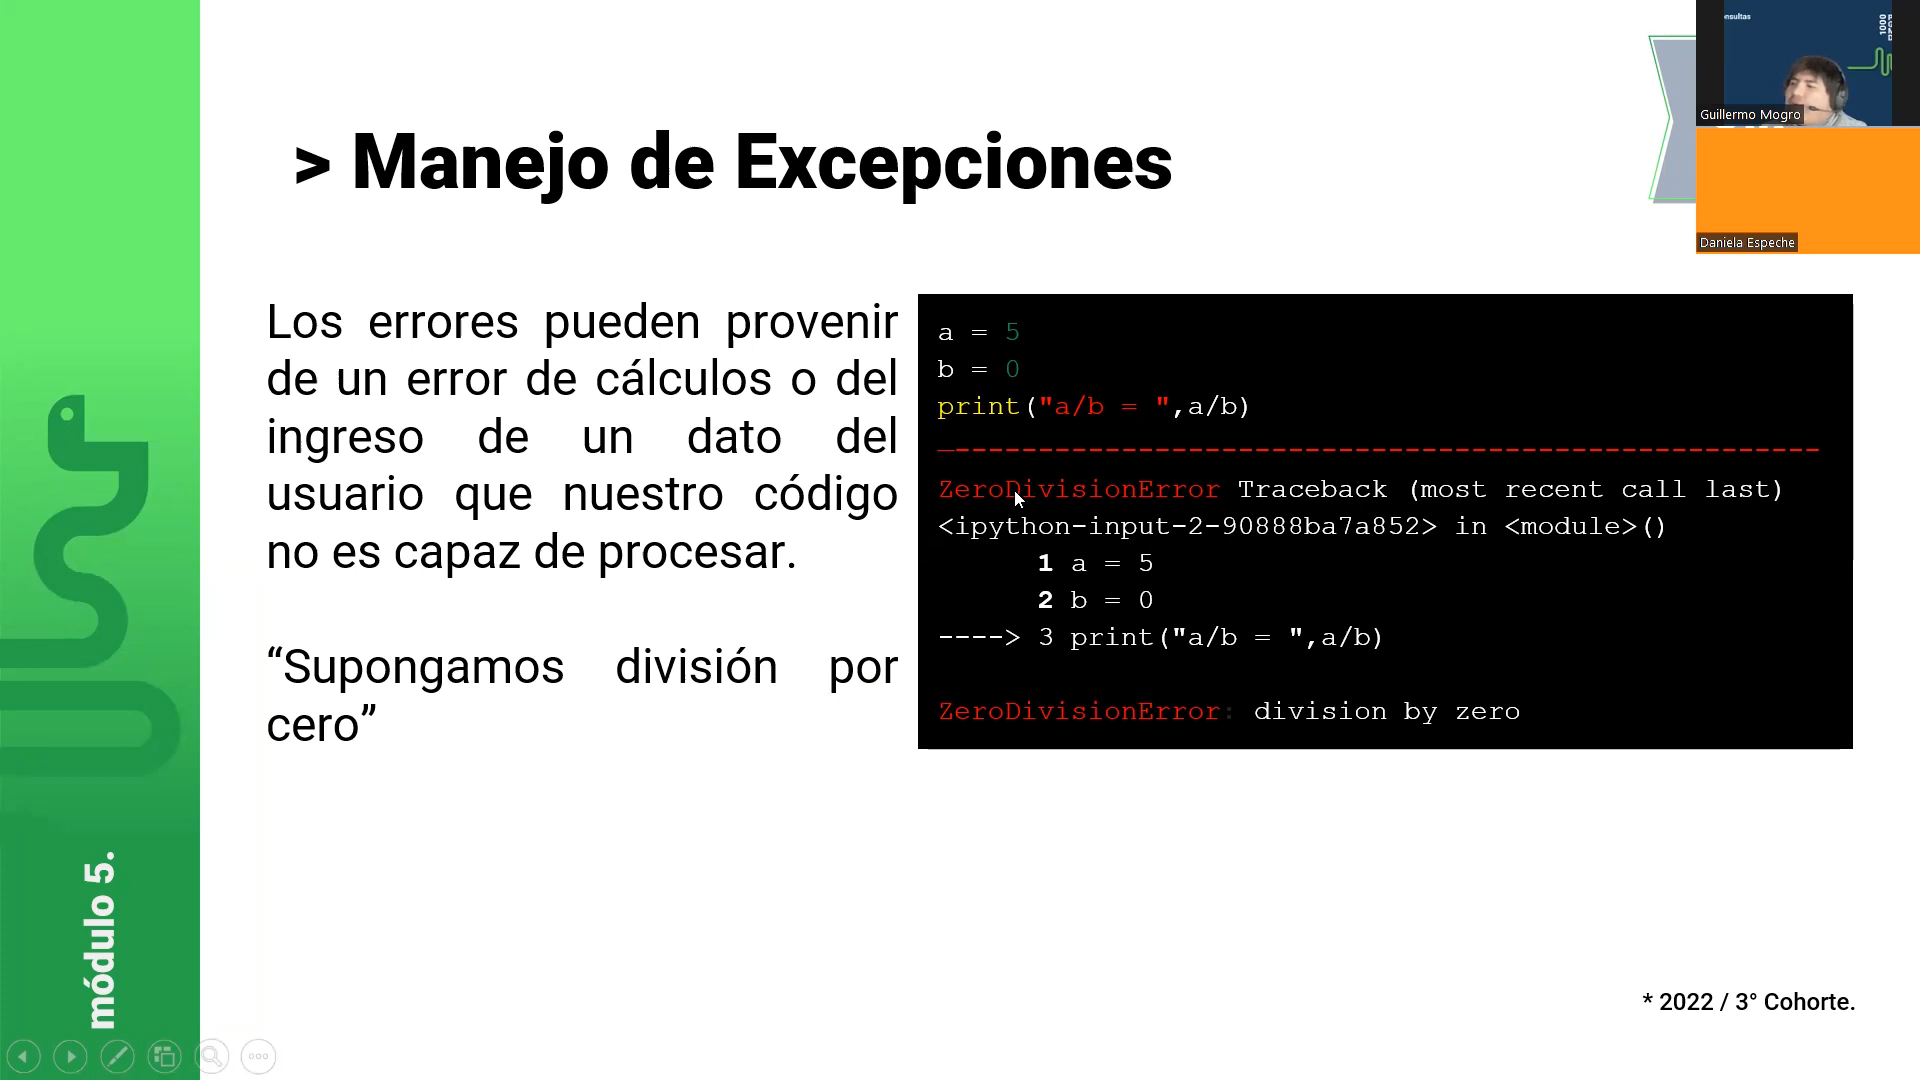 > Manejo de Excepciones
Los errores pueden provenir
de un error de cálculos o del
ingreso de un dato del
usuario que nuestro código
no es capaz de procesar.
“Supongamos división por
cero”
a = 5
b = 0
print("a/b = ",a/b)
ZeroDivisionError Traceback (most recent call last)
<ipython-input-2-90888ba7a852> in <module>()
1 a = 5
2 b = 0
----> 3 print("a/b = ",a/b)
ZeroDivisionError: division by zero
módulo 5.
* 2022 / 3° Cohorte.
nsultas
1000
Guillermo Mogro
Daniela Espeche